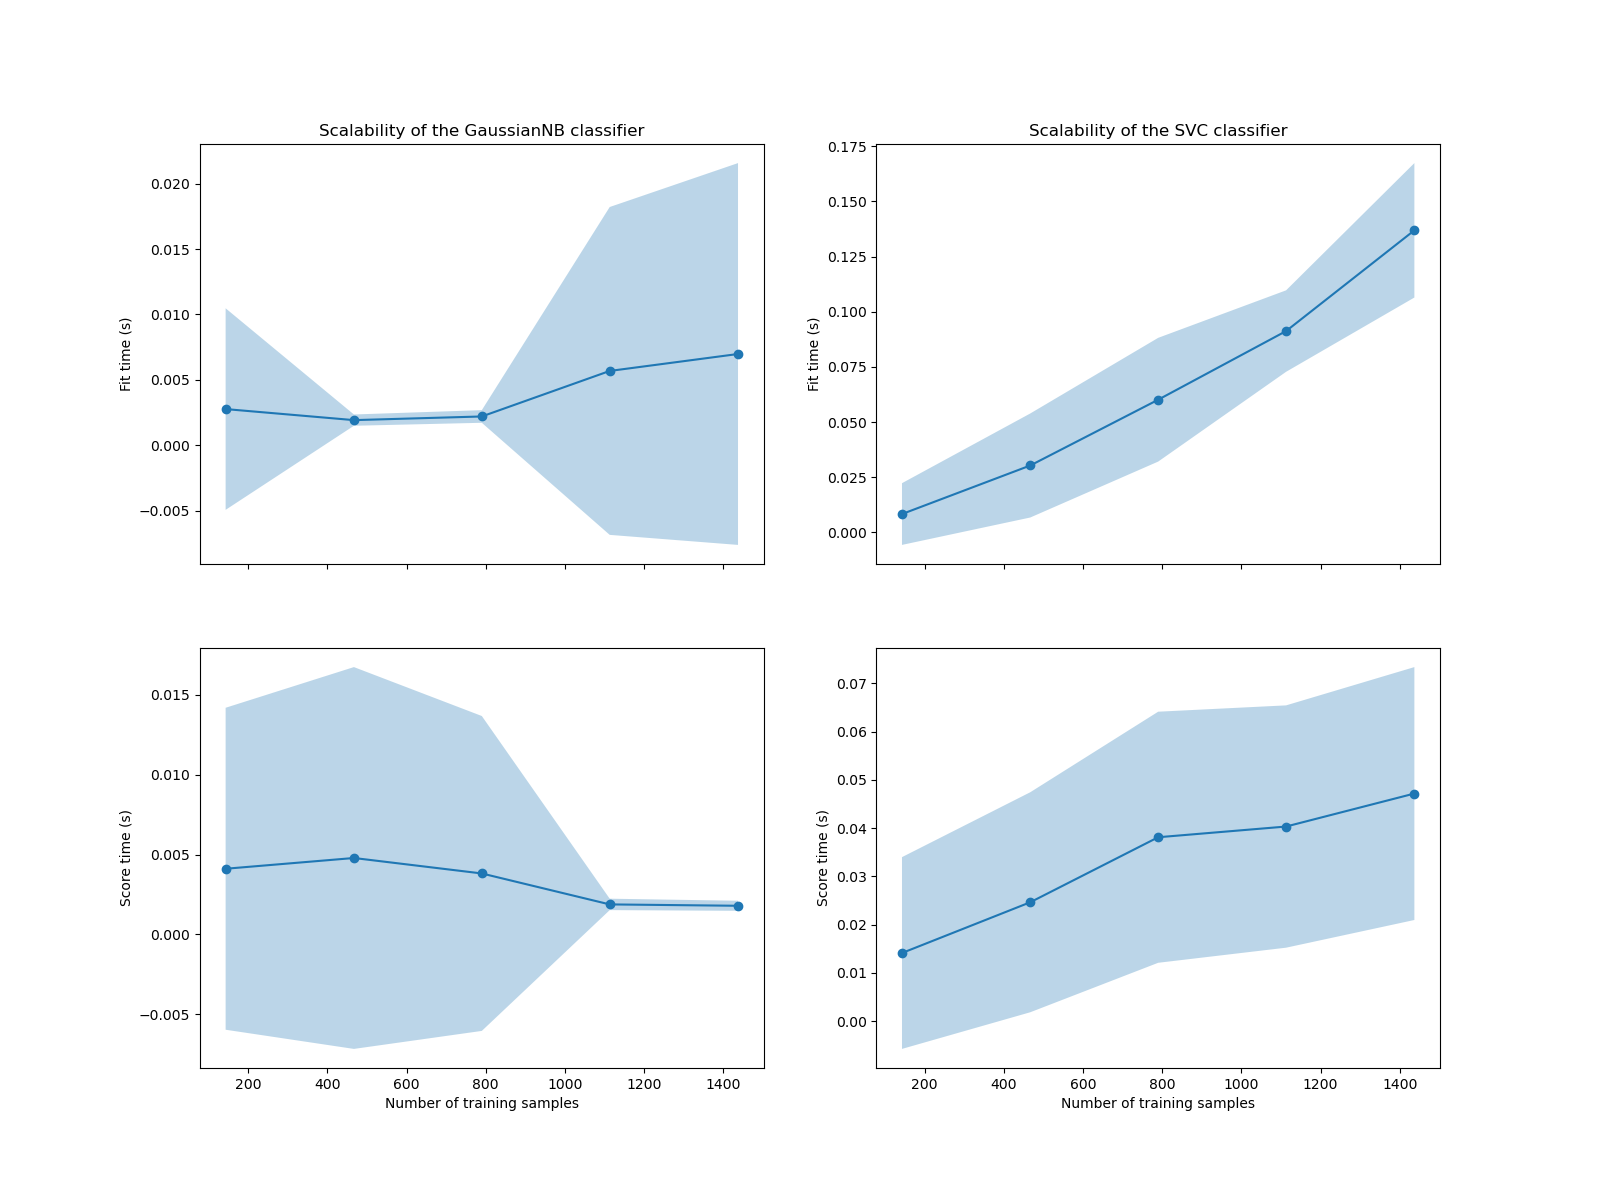 Scalability of the GaussianNB classifier
0.020
0.015
0.010
0.005
0.000
−0.005
Fit time (s)
Scalability of the SVC classifier
0.175
0.150
0.125
0.100
0.075
0.050
0.025
0.000
Fit time (s)
0.015
0.010
0.005
0.000
−0.005
Score time (s)
200 400 600 800 1000 1200 1400
Number of training samples
0.07
0.06
0.05
0.04
0.03
0.02
0.01
0.00
Score time (s)
200 400 600 800 1000 1200 1400
Number of training samples